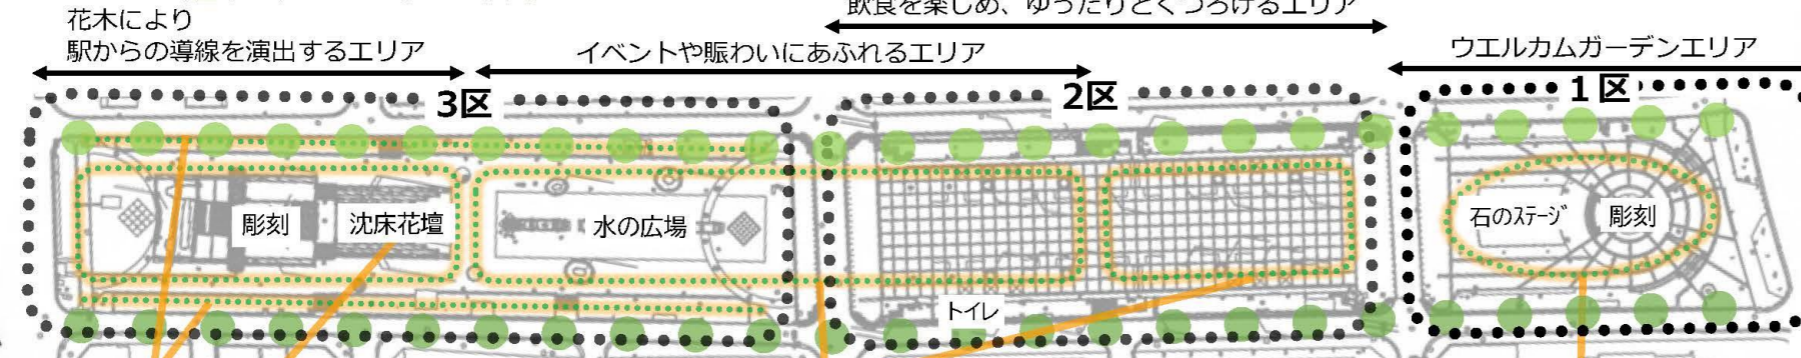 花木により
駅からの導線を演出するエリア
イベントや賑わいにあふれるエリア
飲食を楽しめ、ゆったりとくつろげるエリア
ウエルカムガーデンエリア
3区
2区
1区
彫刻
沈床花壇
水の広場
トイレ
石のｽﾃｰｼﾞ
彫刻